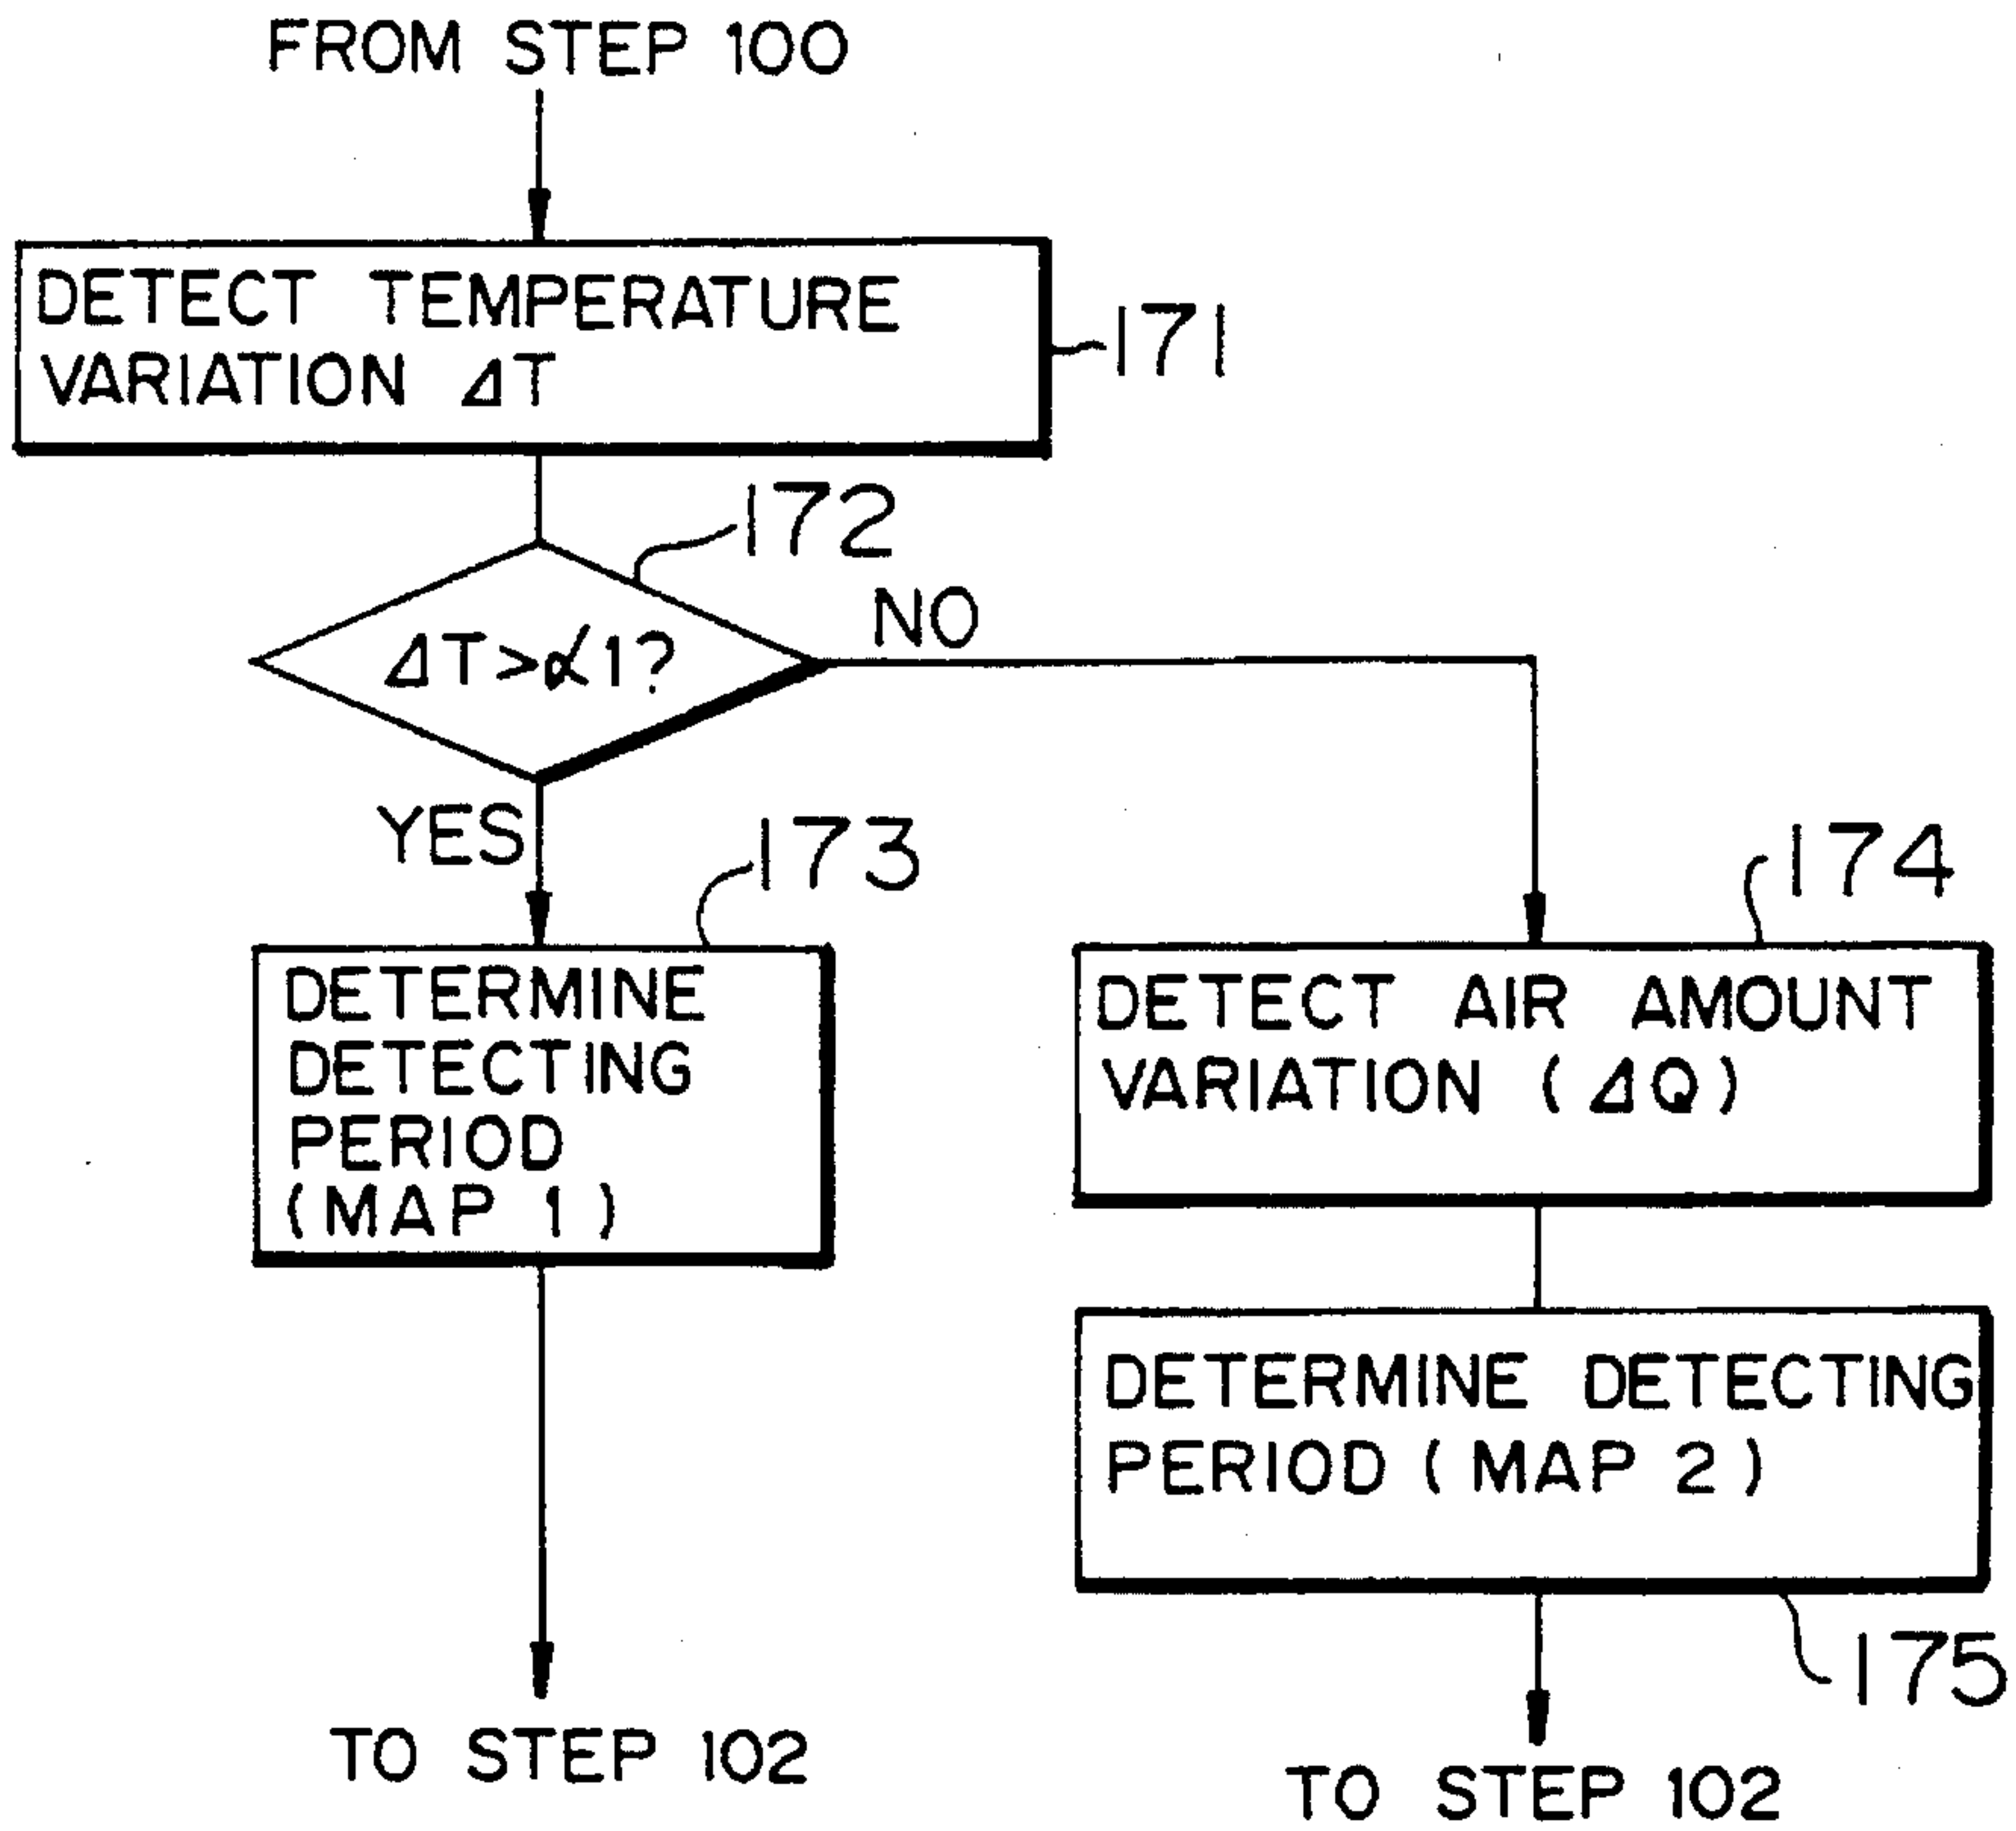 FROM STEP 100
DETECT TEMPERATURE
VARIATION ΔT
171
172
ΔT>α1?
NO
YES
173
DETERMINE
DETECTING
PERIOD
(MAP 1)
174
DETECT AIR AMOUNT
VARIATION (ΔQ)
DETERMINE DETECTING
PERIOD (MAP 2)
175
TO STEP 102
TO STEP 102